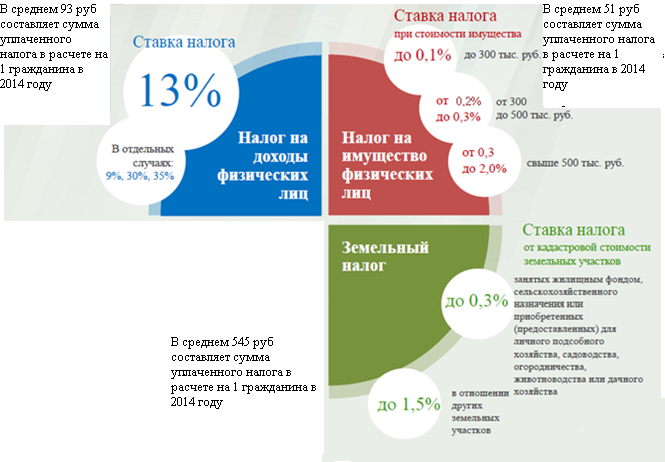 В среднем 93 руб
составляет сумма
уплаченного
налога в расчете на
1 гражданина в
2014 году
Ставка налога
13%
В отдельных
случаях:
9%, 30%, 35%
Налог на
доходы
физических
лиц
Ставка налога
при стоимости имущества
до 0,1%
до 300 тыс. руб.
от 0,2%
до 0,3%
от 300
до 500 тыс. руб.
от 0,3
до 2,0%
свыше 500 тыс. руб.
Налог на
имущество
физических
лиц
В среднем 51 руб
составляет сумма
уплаченного налога
в расчете на 1
гражданина в 2014
году
Земельный
налог
Ставка налога
от кадастровой стоимости
земельных участков
до 0,3%
занятых жилищным фондом,
сельскохозяйственного
назначения или
приобретенных
(предоставленных) для
личного подсобного
хозяйства, садоводства,
огородничества,
животноводства или дачного
хозяйства
до 1,5%
в отношении
других
земельных
участков
В среднем 545 руб
составляет сумма
уплаченного налога в
расчете на 1 гражданина в
2014 году